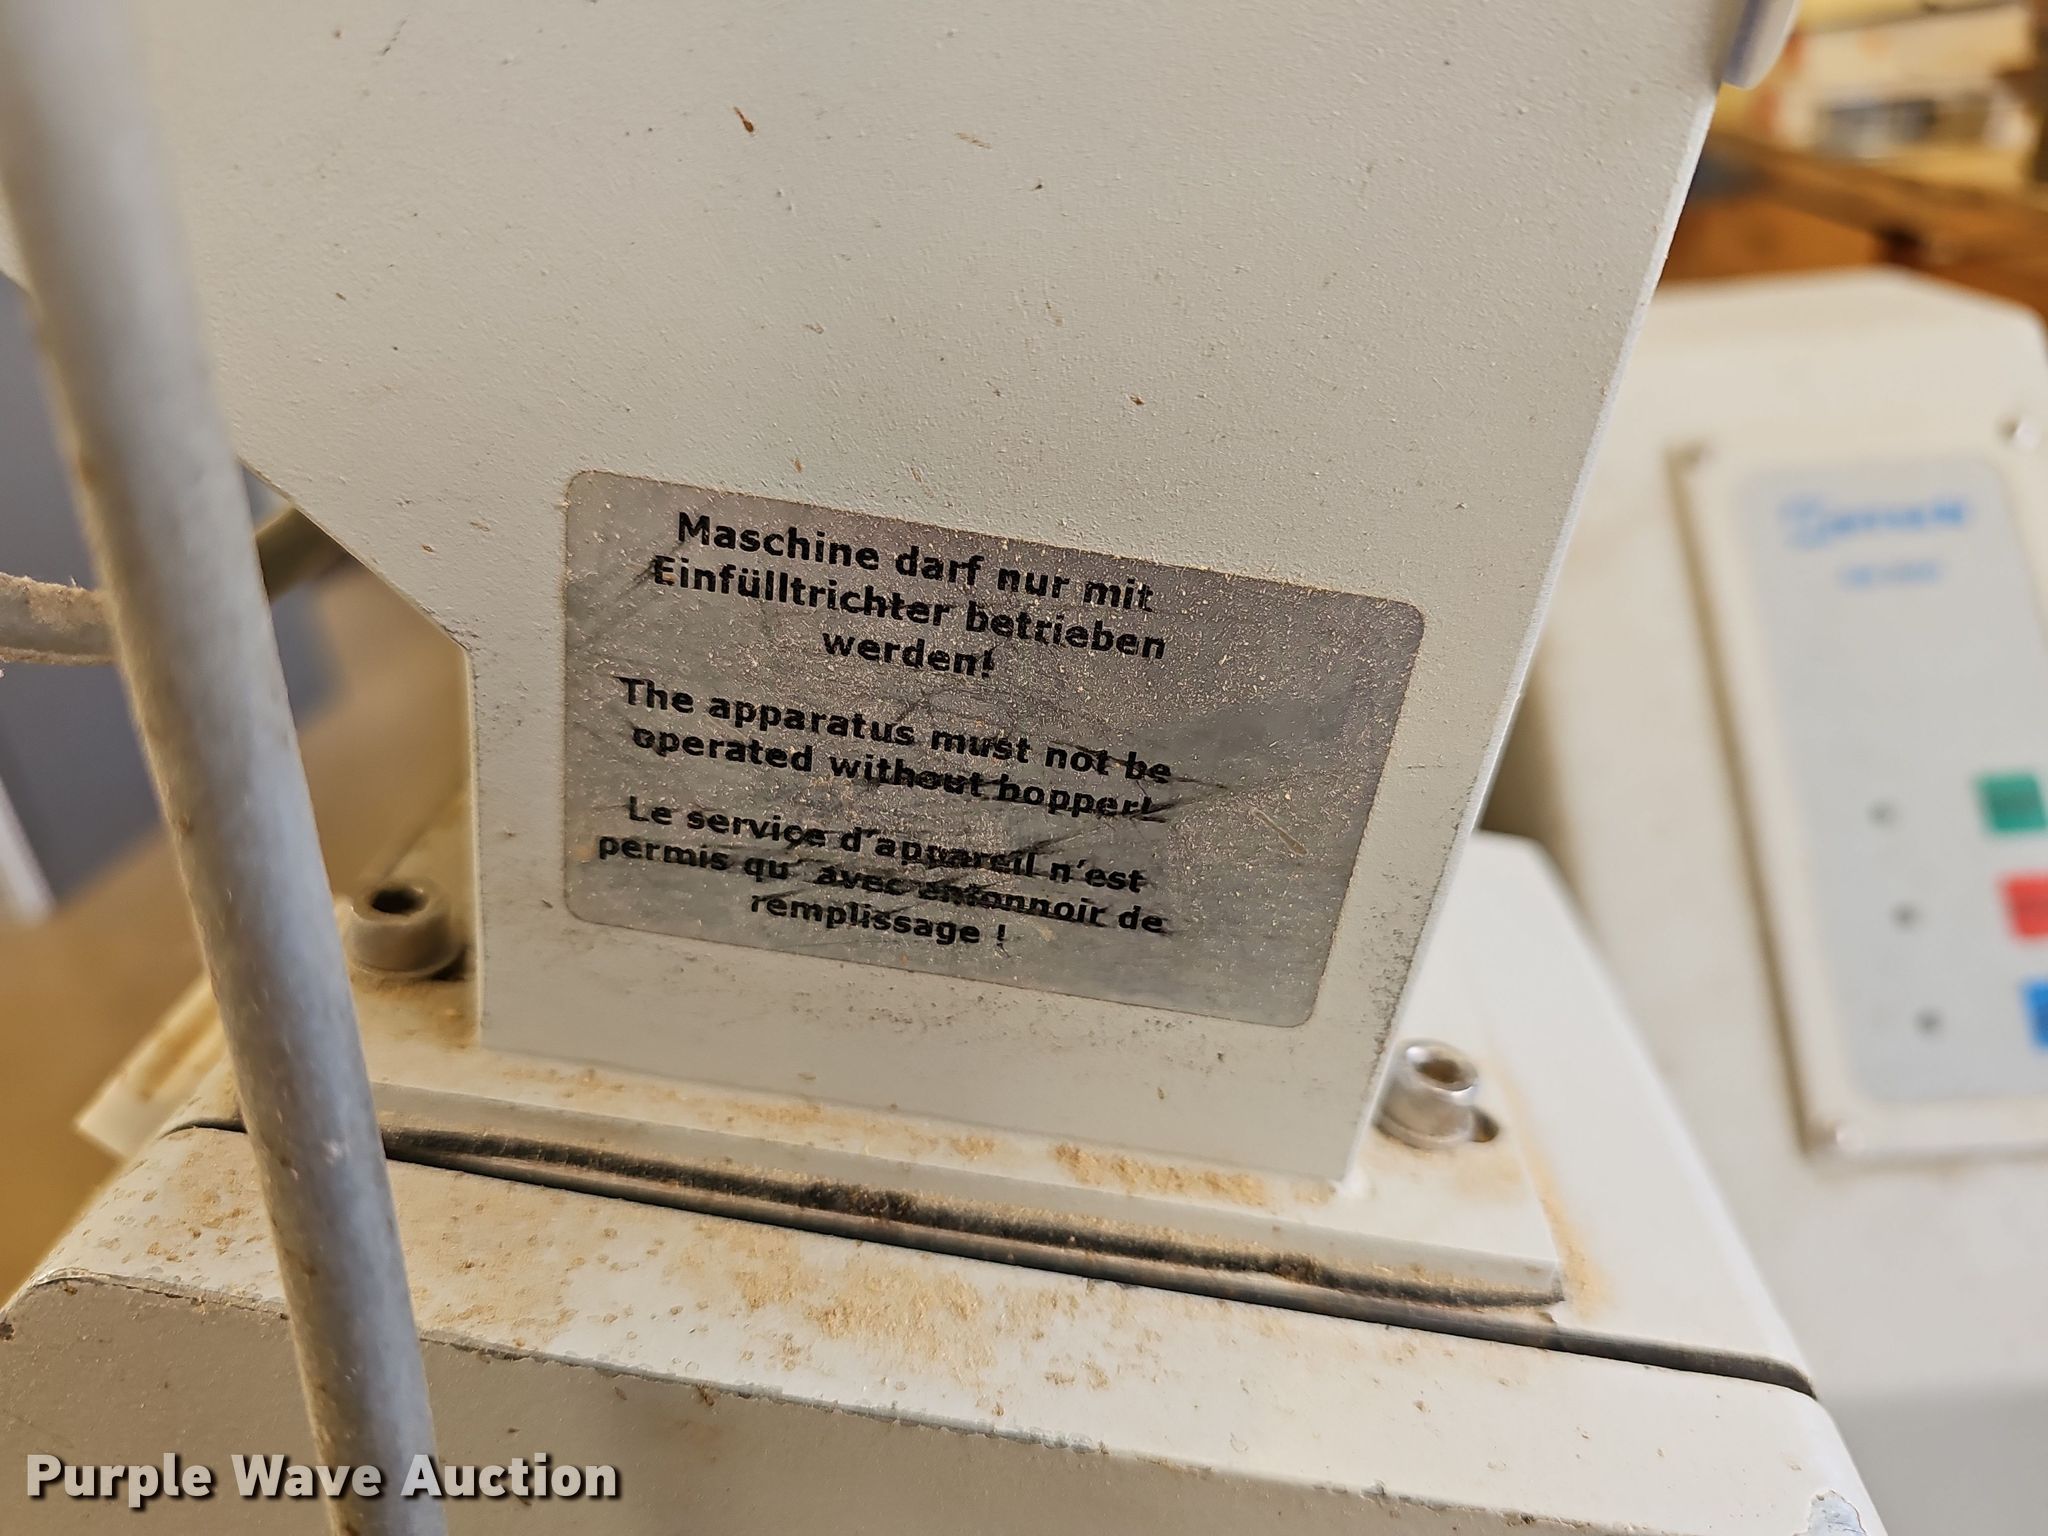 Maschine darf nur mit
Einfülltrichter betrieben
werden!
The apparatus must not be
operated without hopper!
Le service d'appareil n'est
permis qu' avec entonnoir de
remplissage !
Purple Wave Auction